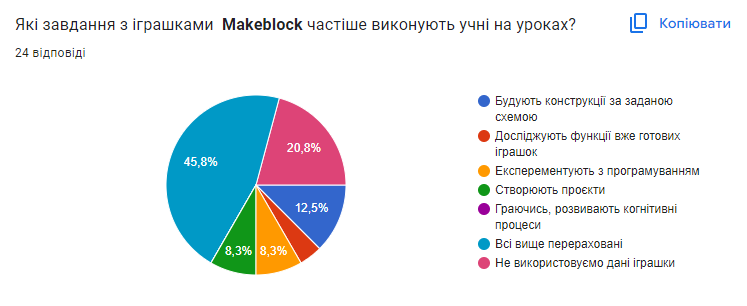 Які завдання з іграшками Makeblock частіше виконують учні на уроках?
Копіювати
24 відповіді
45,8%
20,8%
12,5%
8,3%
8,3%
Будують конструкції за заданою
схемою
Досліджують функції вже готових
іграшок
Експерементують з програмуванням
Створюють проєкти
Граючись, розвивають когнітивні
процеси
Всі вище перераховані
Не використовуємо дані іграшки